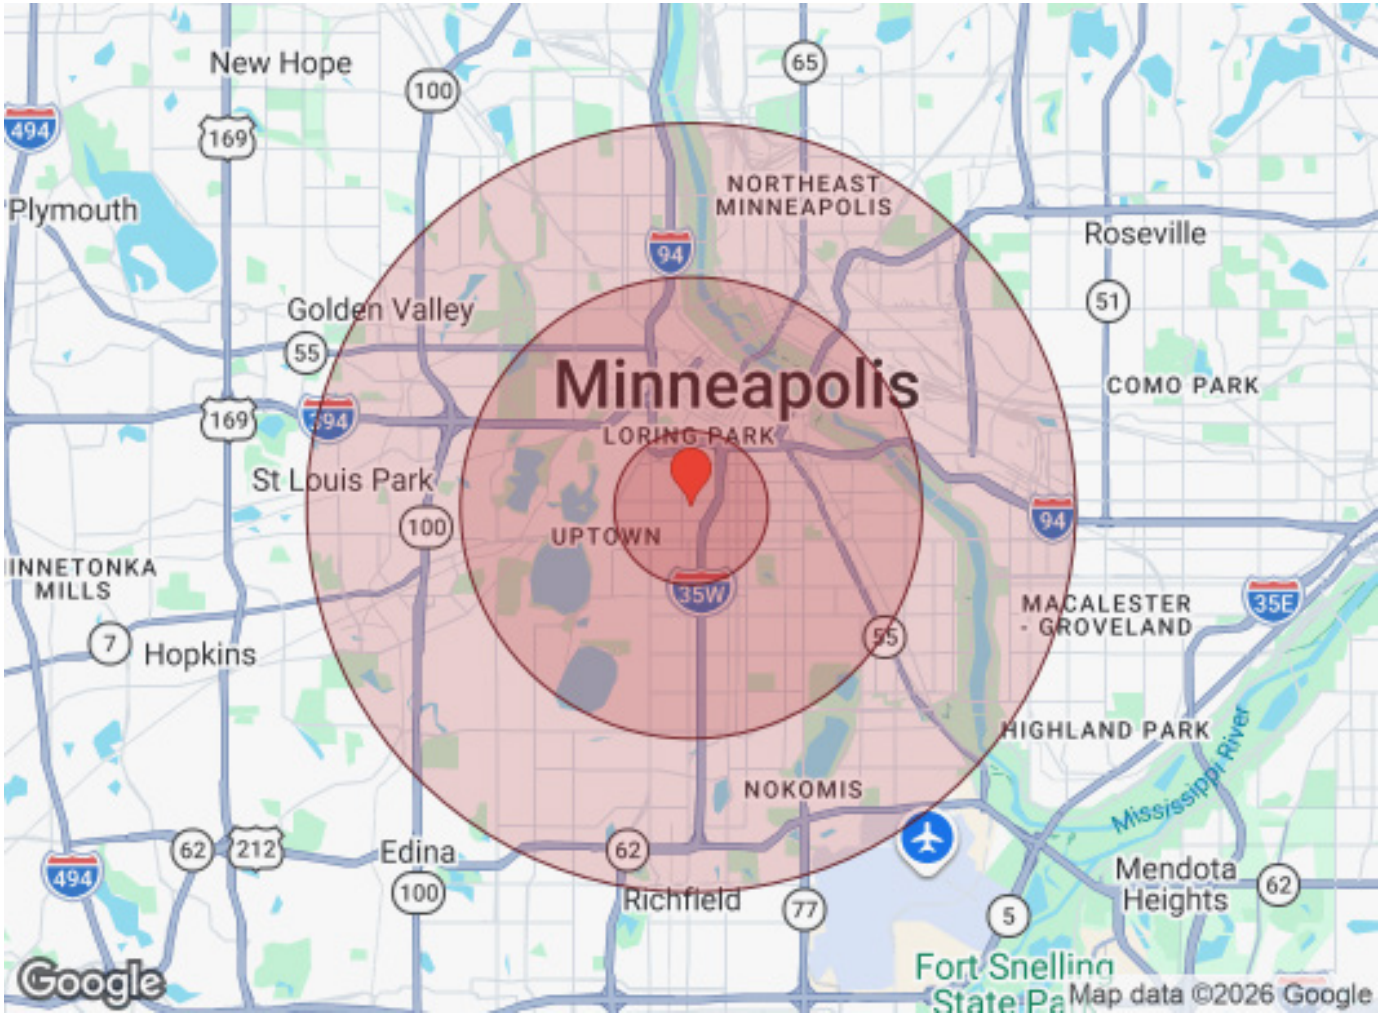 New Hope
100
65
494
169
Plymouth
NORTHEAST
MINNEAPOLIS
94
Roseville
Golden Valley
51
55
Minneapolis
COMO PARK
169
394
LORING PARK
St Louis Park
100
94
UPTOWN
INNETONKA
MILLS
35W
35E
MACALESTER
- GROVELAND
7
Hopkins
55
HIGHLAND PARK
Mississippi River
NOKOMIS
62
212
Edina
62
494
100
Richfield
77
5
Mendota
Heights
62
Fort Snelling
State Pa
Google
Map data ©2026 Google